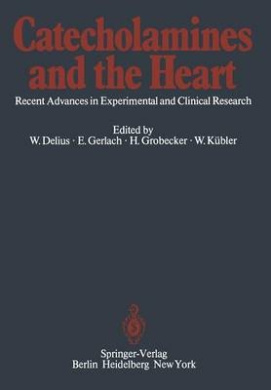 Catecholamines
and the Heart
Recent Advances in Experimental and Clinical Research
Edited by
W. Delius · E. Gerlach · H. Grobecker · W. Kübler
Springer-Verlag
Berlin Heidelberg New York